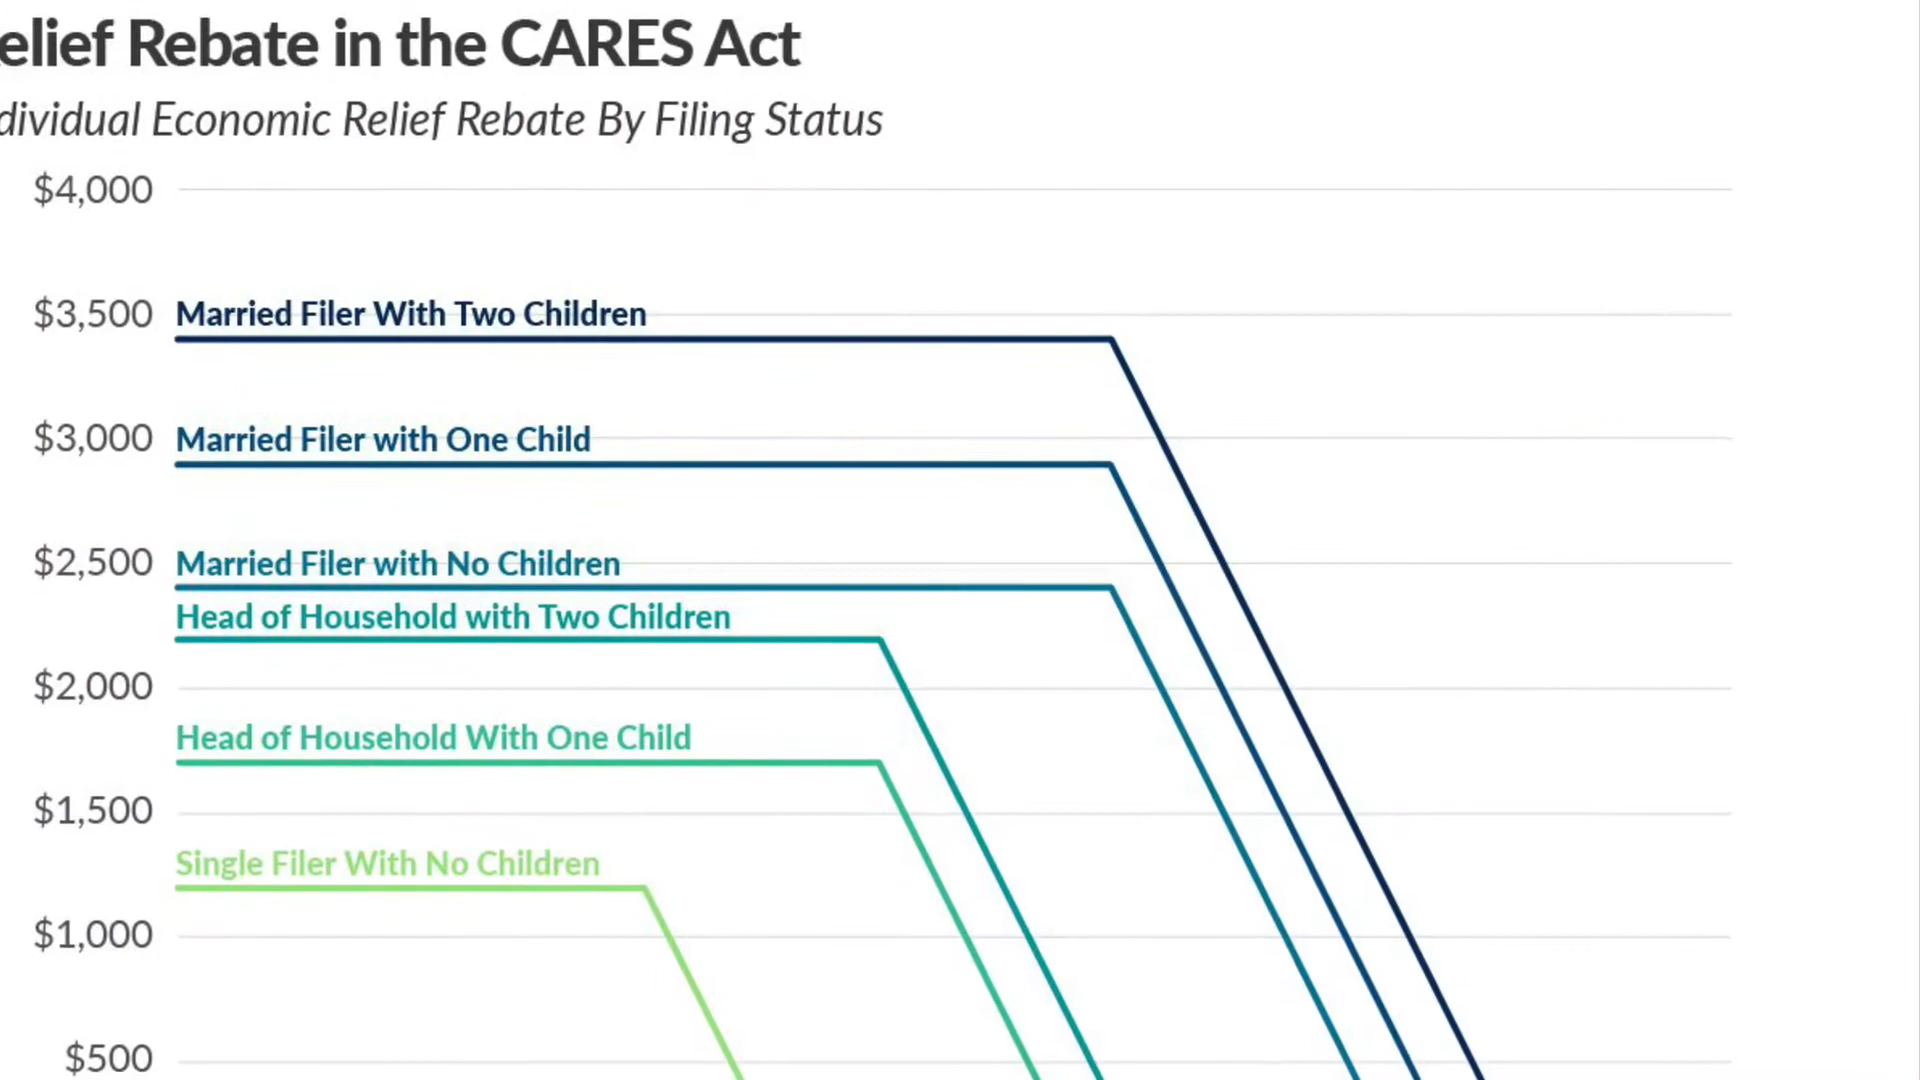 elief Rebate in the CARES Act
dividual Economic Relief Rebate By Filing Status
$4,000
$3,500 Married Filer With Two Children
$3,000 Married Filer with One Child
$2,500 Married Filer with No Children
Head of Household with Two Children
$2,000
Head of Household With One Child
$1,500
Single Filer With No Children
$1,000
$500